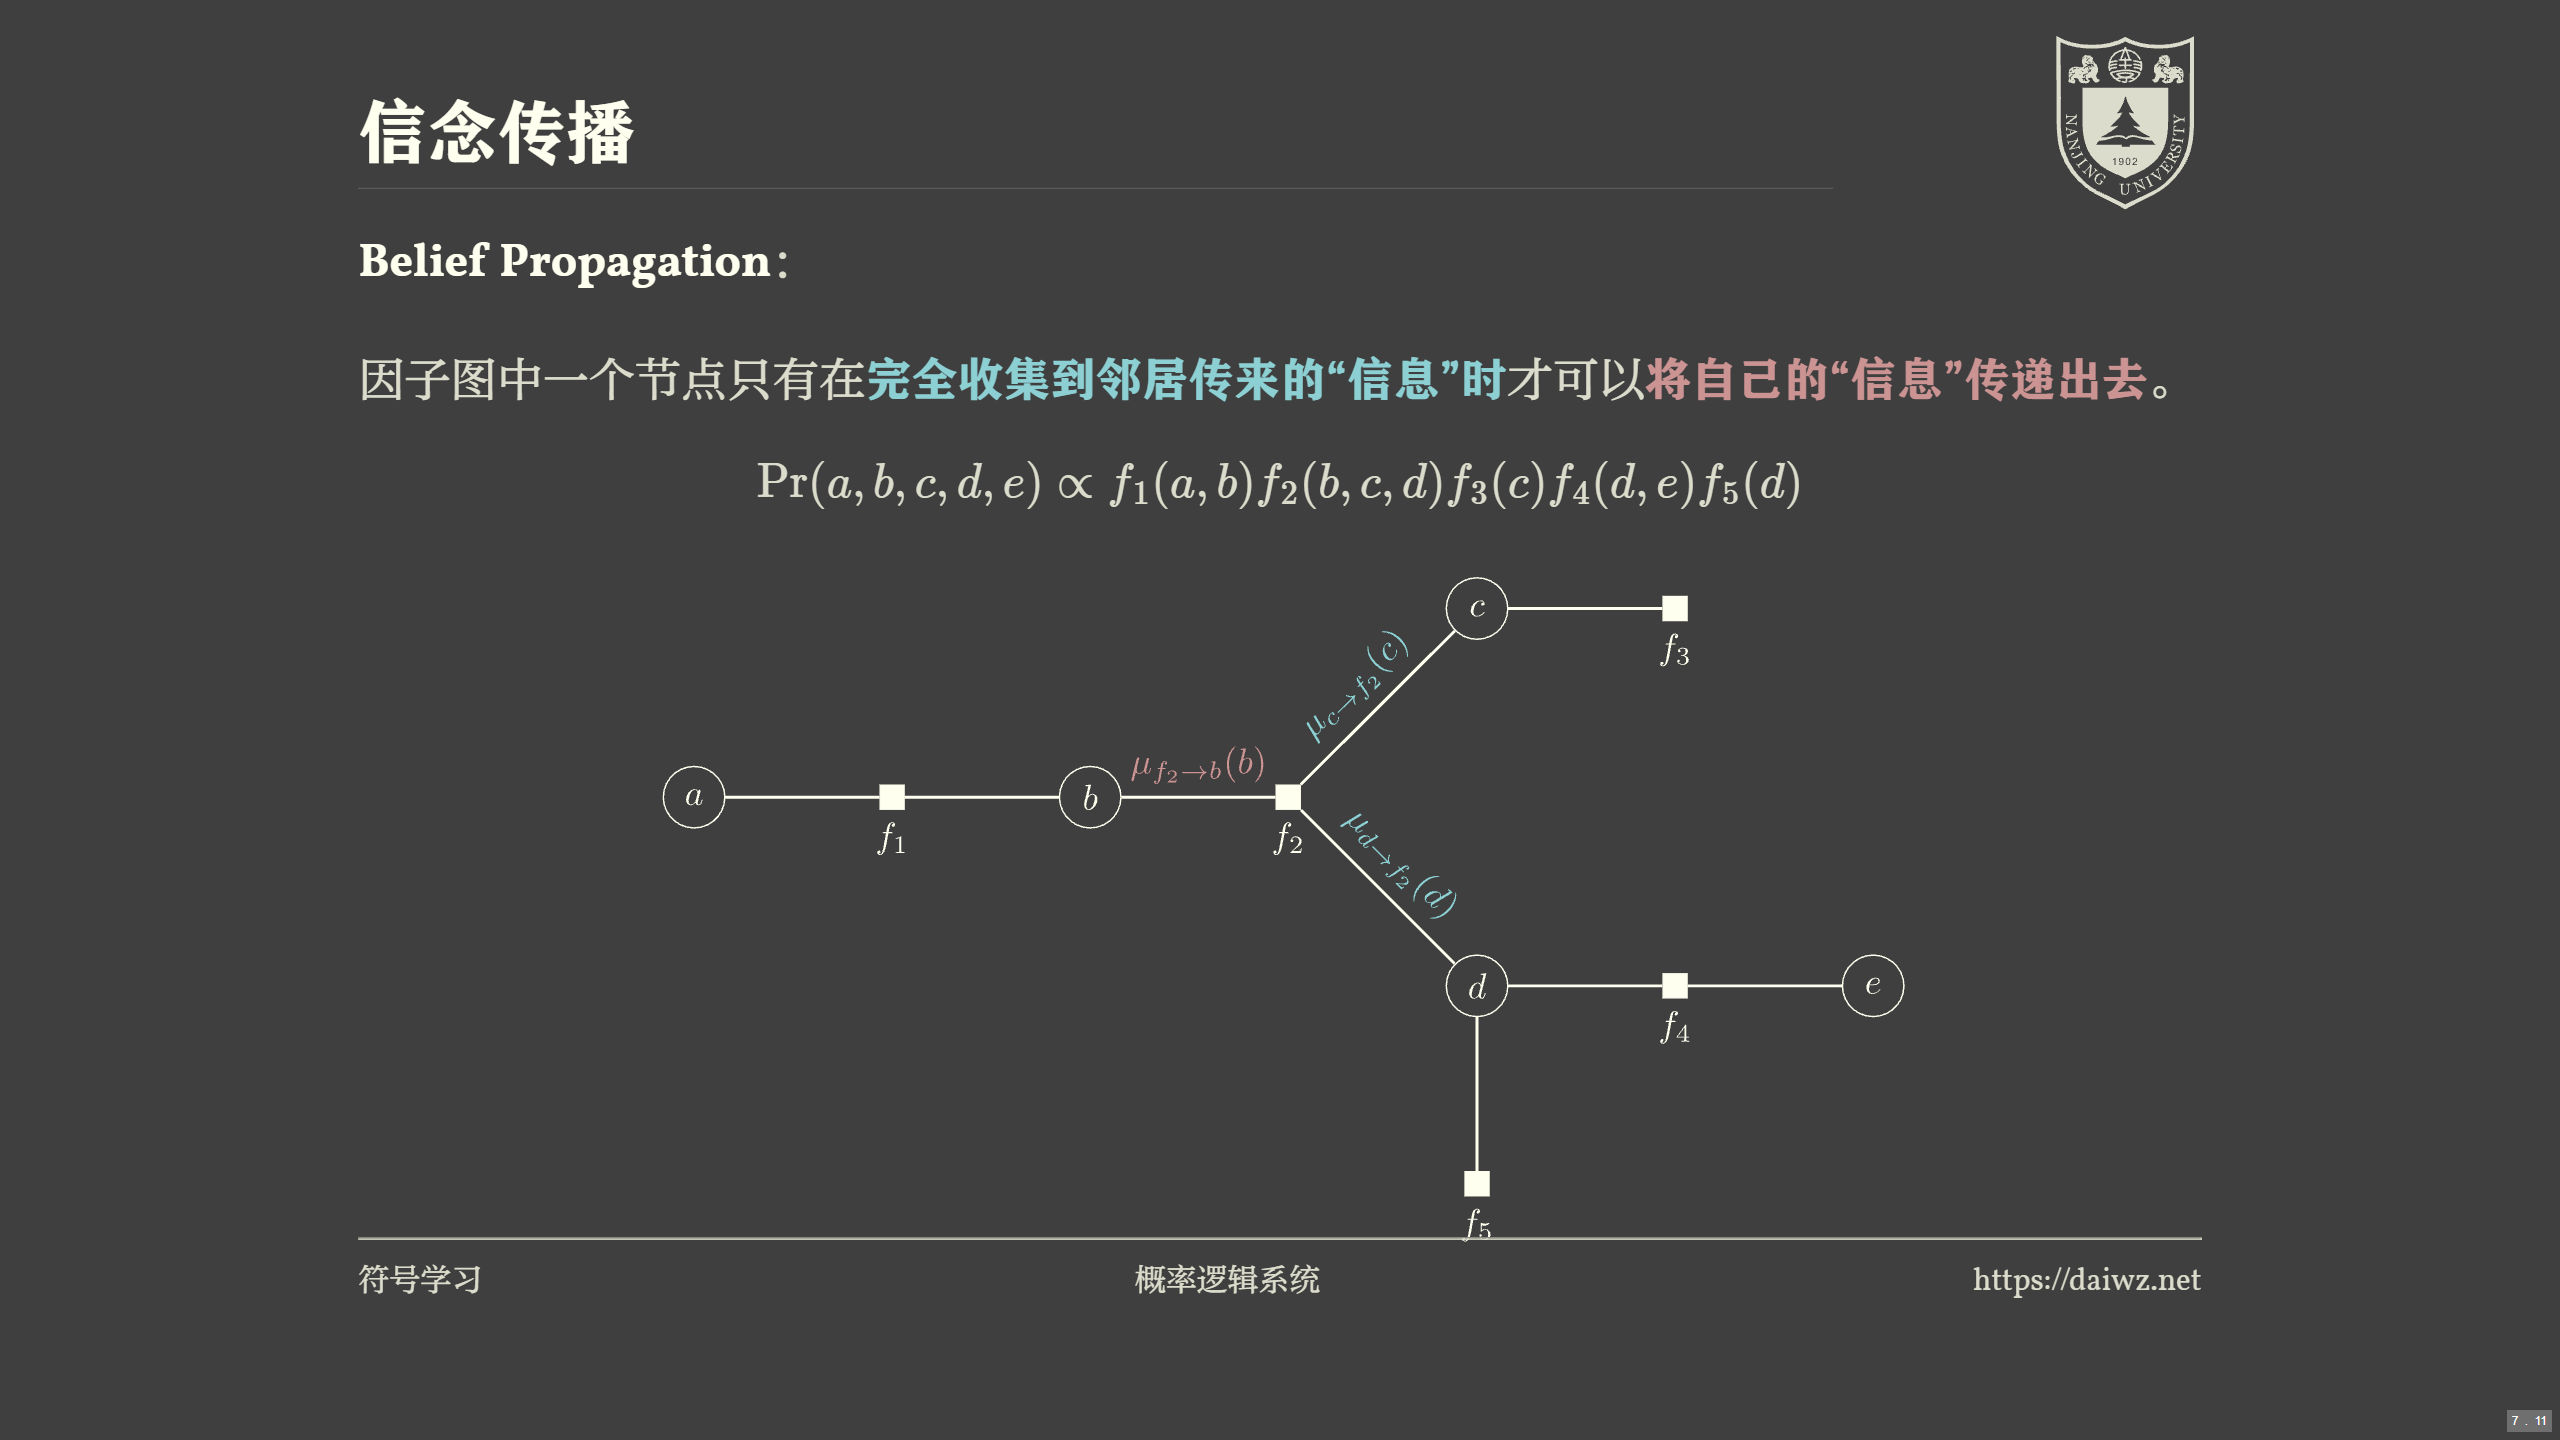 信念传播
NANJING UNIVERSITY
1902
Belief Propagation：
因子图中一个节点只有在完全收集到邻居传来的“信息”时才可以将自己的“信息”传递出去。
Pr(a, b, c, d, e) ∝ f₁(a, b)f₂(b, c, d)f₃(c)f₄(d, e)f₅(d)
c
f₃
μ_{c→f₂}(c)
μ_{f₂→b}(b)
a
f₁
b
f₂
μ_{d→f₂}(d)
d
f₄
e
f₅
符号学习
概率逻辑系统
https://daiwz.net
7 . 11